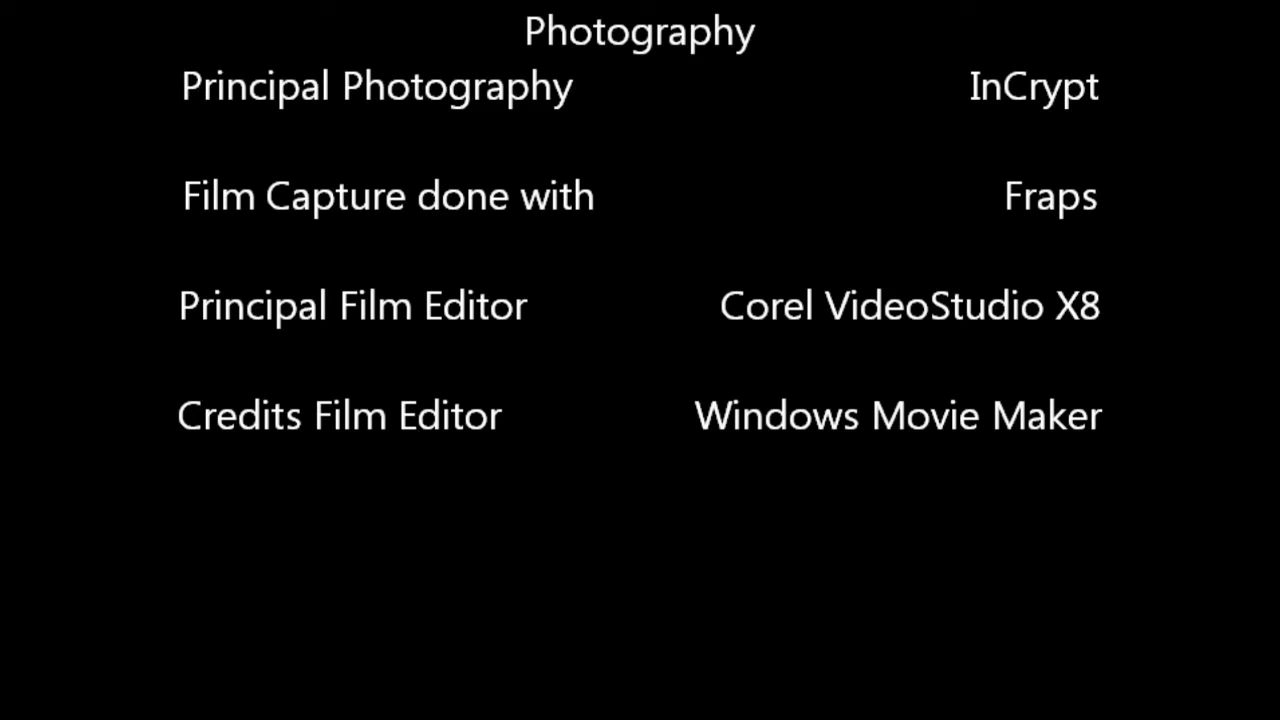 Photography
Principal Photography InCrypt
Film Capture done with Fraps
Principal Film Editor Corel VideoStudio X8
Credits Film Editor Windows Movie Maker